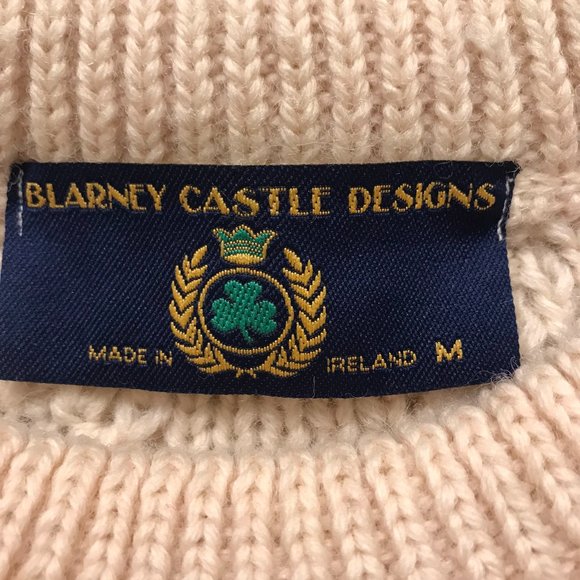 BLARNEY CASTLE DESIGNS
MADE IN IRELAND M